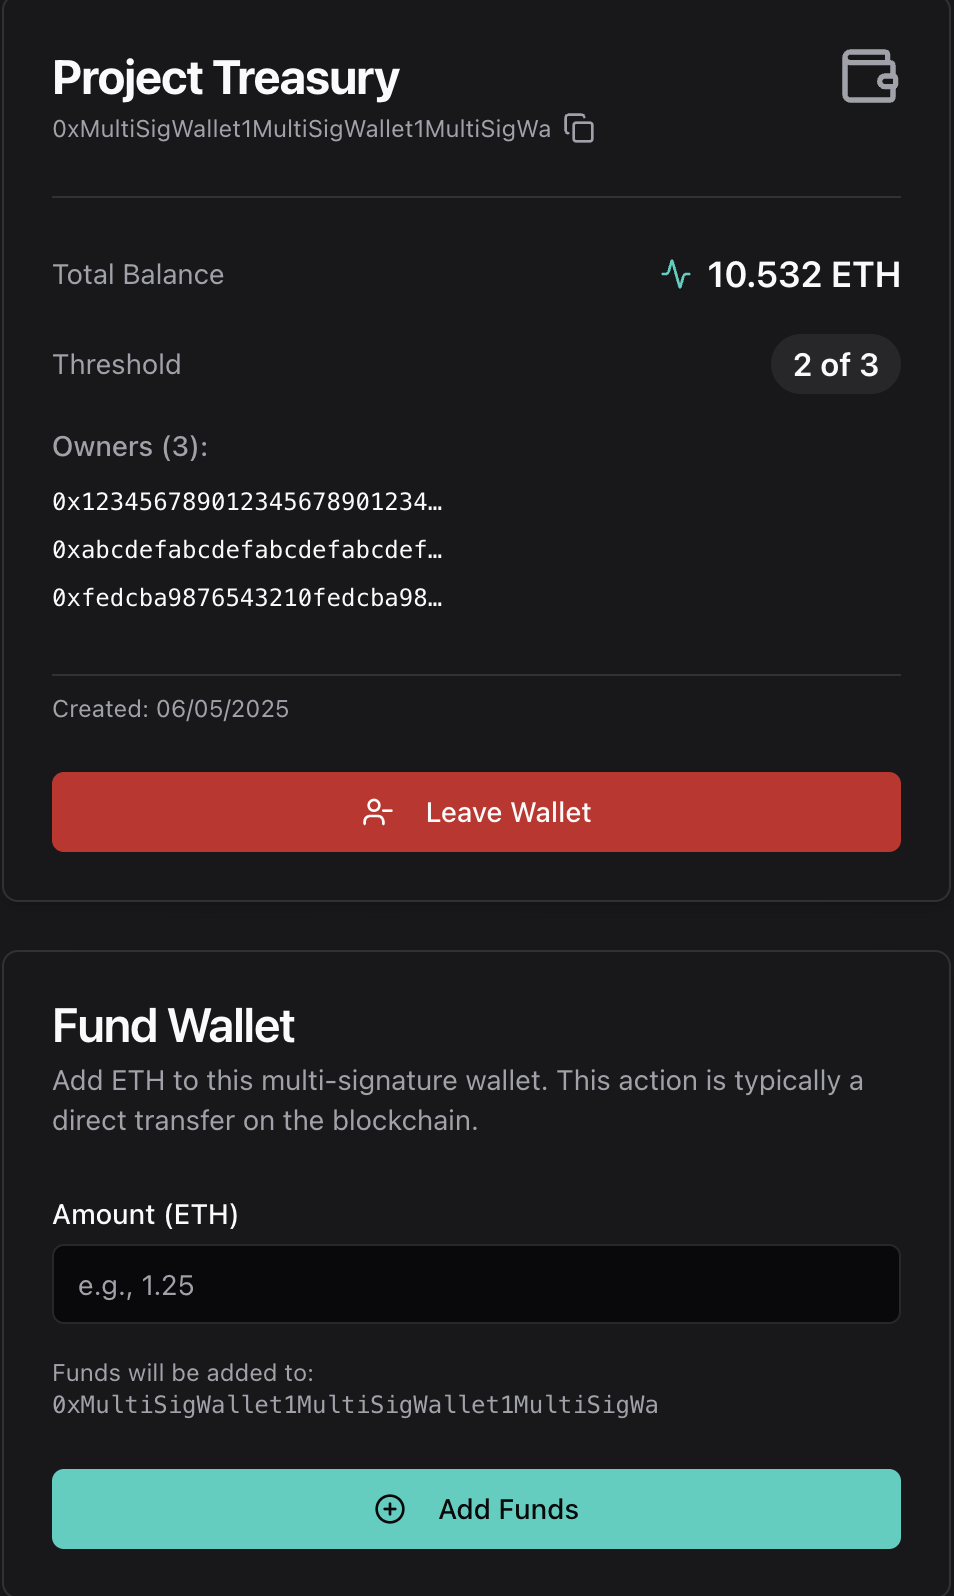 Project Treasury
0xMultiSigWallet1MultiSigWallet1MultiSigWa
Total Balance
10.532 ETH
Threshold
2 of 3
Owners (3):
0x123456789012345678901234…
0xabcdefabcdefabcdefabcdef…
0xfedcba9876543210fedcba98…
Created: 06/05/2025
Leave Wallet
Fund Wallet
Add ETH to this multi-signature wallet. This action is typically a
direct transfer on the blockchain.
Amount (ETH)
e.g., 1.25
Funds will be added to:
0xMultiSigWallet1MultiSigWallet1MultiSigWa
Add Funds